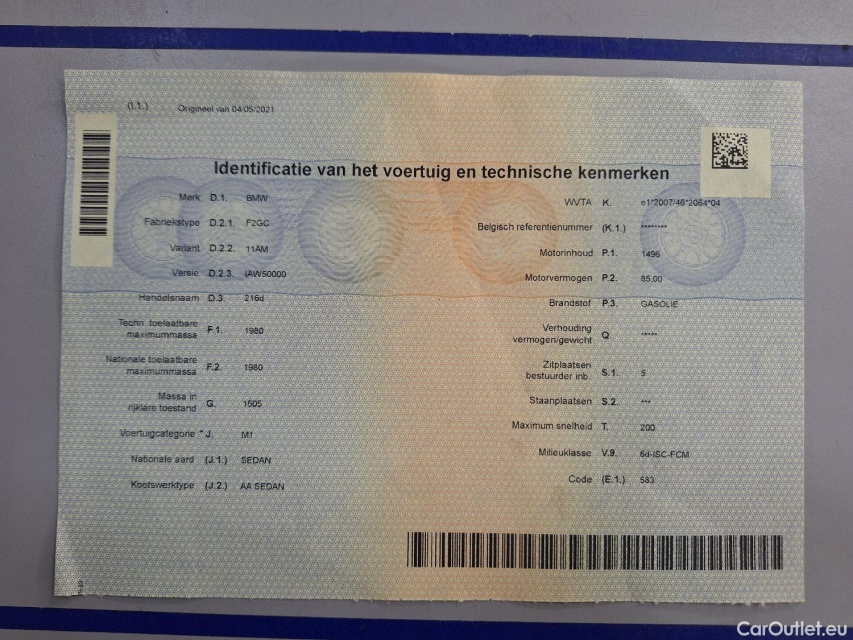 (I.1.) Origineel van 04/05/2021
Identificatie van het voertuig en technische kenmerken
Merk D.1. BMW
Fabriekstype D.2.1. F2GC
Variant D.2.2. 11AM
Versie D.2.3. IAW50000
Handelsnaam D.3. 216d
Techn. toelaatbare
maximummassa F.1. 1980
Nationale toelaatbare
maximummassa F.2. 1980
Massa in
rijklare toestand G. 1505
Voertuigcategorie J. M1
Nationale aard (J.1.) SEDAN
Koetswerktype (J.2.) AA SEDAN
WVTA K. e1*2007/46*2064*04
Belgisch referentienummer (K.1.) ********
Motorinhoud P.1. 1496
Motorvermogen P.2. 85.00
Brandstof P.3. GASOLIE
Verhouding
vermogen/gewicht Q. *****
Zitplaatsen
bestuurder inb. S.1. 5
Staanplaatsen S.2. ***
Maximum snelheid T. 200
Milieuklasse V.9. 6d-ISC-FCM
Code (E.1.) 583
CarOutlet.eu